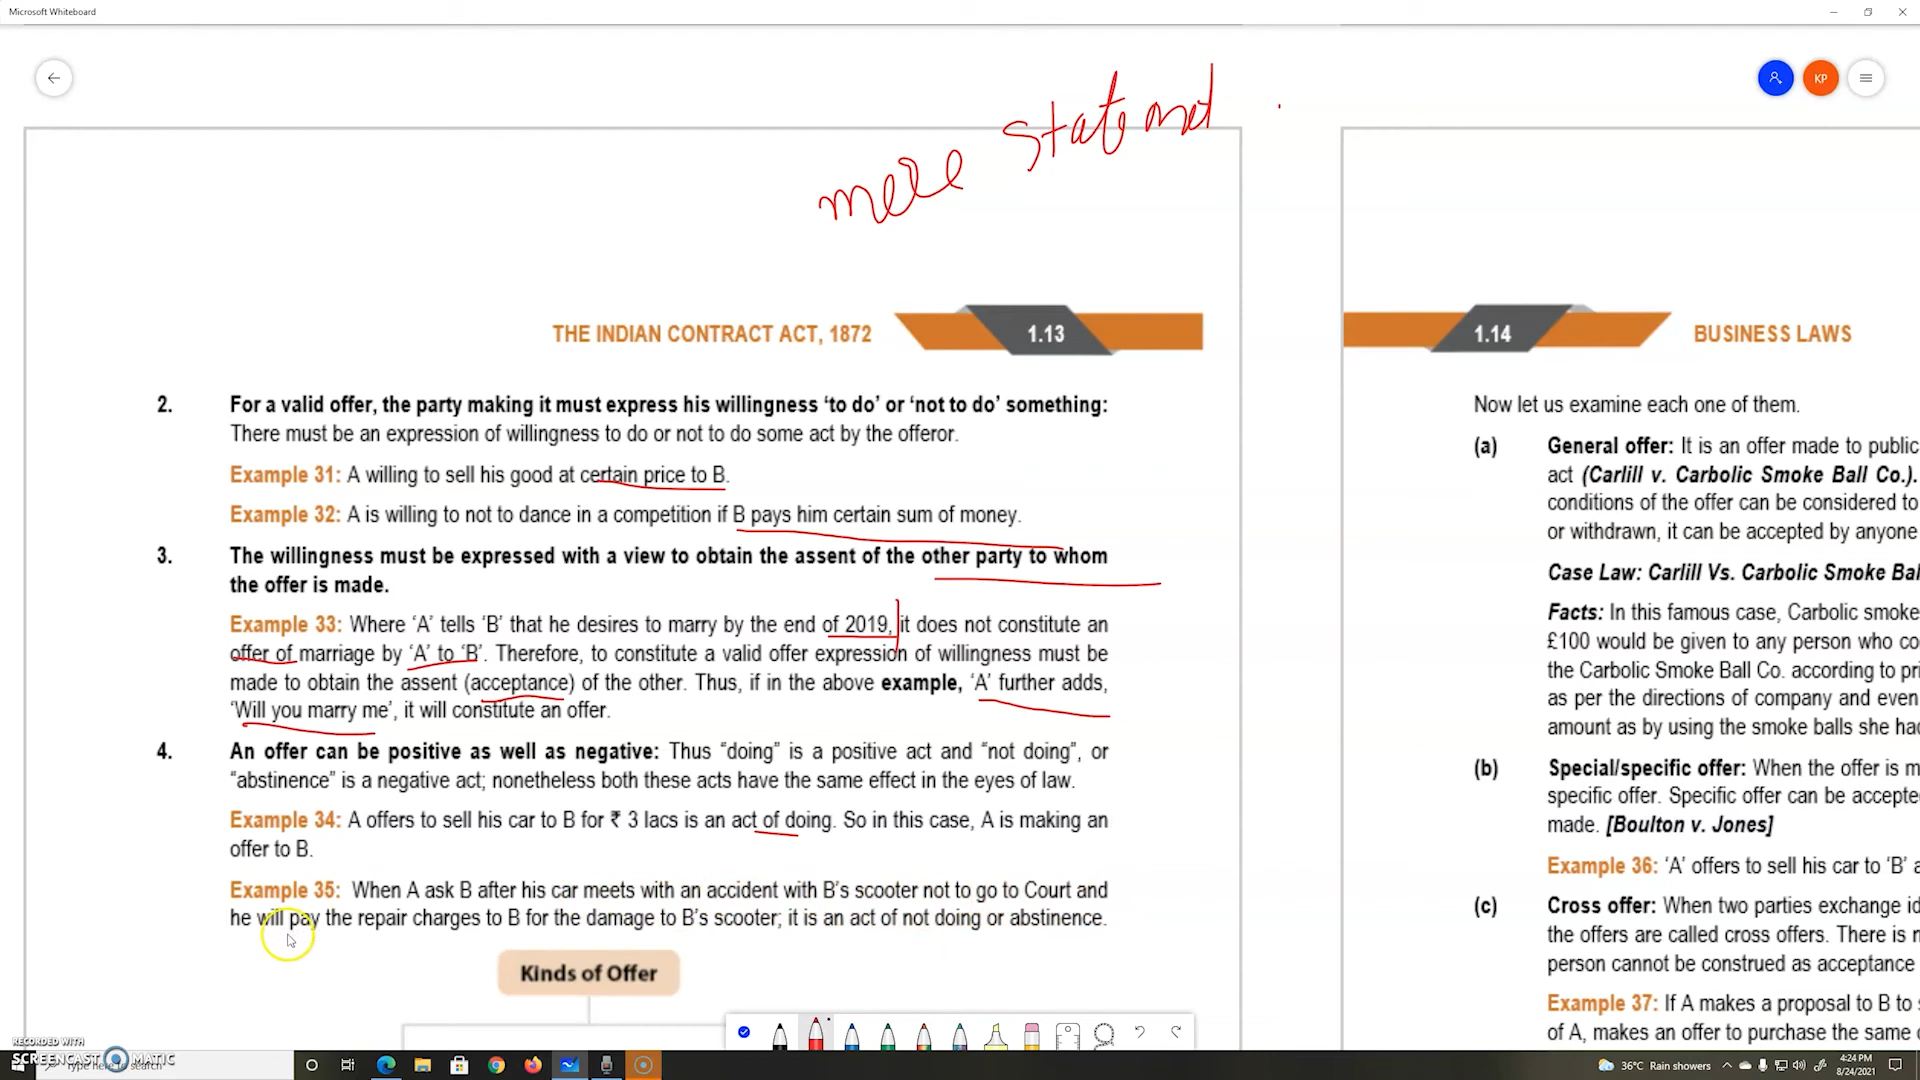 Microsoft Whiteboard
KP
mere statement
THE INDIAN CONTRACT ACT, 1872
1.13
2. For a valid offer, the party making it must express his willingness ‘to do’ or ‘not to do’ something:
There must be an expression of willingness to do or not to do some act by the offeror.
Example 31: A willing to sell his good at certain price to B.
Example 32: A is willing to not to dance in a competition if B pays him certain sum of money.
3. The willingness must be expressed with a view to obtain the assent of the other party to whom
the offer is made.
Example 33: Where ‘A’ tells ‘B’ that he desires to marry by the end of 2019, it does not constitute an
offer of marriage by ‘A’ to ‘B’. Therefore, to constitute a valid offer expression of willingness must be
made to obtain the assent (acceptance) of the other. Thus, if in the above example, ‘A’ further adds,
‘Will you marry me’, it will constitute an offer.
4. An offer can be positive as well as negative: Thus “doing” is a positive act and “not doing”, or
“abstinence” is a negative act; nonetheless both these acts have the same effect in the eyes of law.
Example 34: A offers to sell his car to B for ₹ 3 lacs is an act of doing. So in this case, A is making an
offer to B.
Example 35: When A ask B after his car meets with an accident with B’s scooter not to go to Court and
he will pay the repair charges to B for the damage to B’s scooter; it is an act of not doing or abstinence.
Kinds of Offer
1.14
BUSINESS LAWS
Now let us examine each one of them.
(a) General offer: It is an offer made to public
act (Carlill v. Carbolic Smoke Ball Co.).
conditions of the offer can be considered to
or withdrawn, it can be accepted by anyone
Case Law: Carlill Vs. Carbolic Smoke Ba
Facts: In this famous case, Carbolic smoke
£100 would be given to any person who co
the Carbolic Smoke Ball Co. according to pri
as per the directions of company and even
amount as by using the smoke balls she had
(b) Special/specific offer: When the offer is m
specific offer. Specific offer can be accepte
made. [Boulton v. Jones]
Example 36: ‘A’ offers to sell his car to ‘B’ a
(c) Cross offer: When two parties exchange id
the offers are called cross offers. There is n
person cannot be construed as acceptance
Example 37: If A makes a proposal to B to s
of A, makes an offer to purchase the same c
RECORDED WITH
SCREENCAST MATIC
Type here to search
36°C Rain showers
4:24 PM
8/24/2021